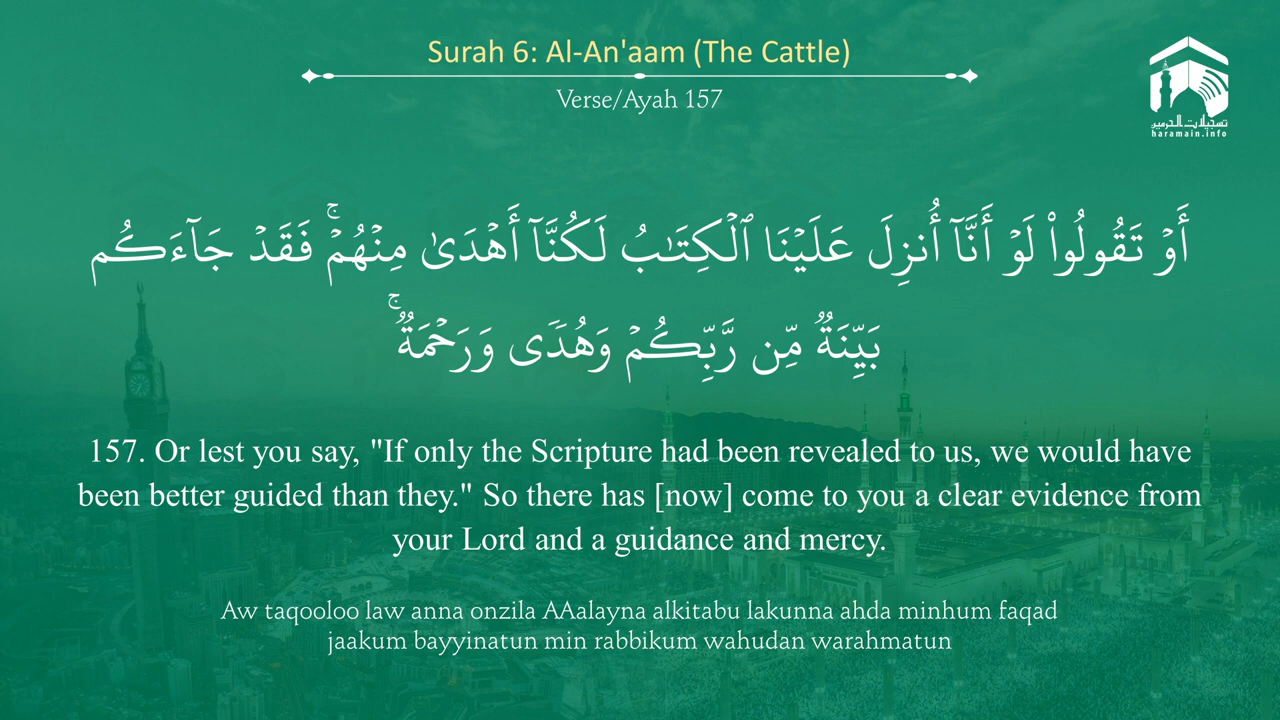 Surah 6: Al-An'aam (The Cattle)
Verse/Ayah 157
تسجيلات الحرمين
haramain.info
أَوۡ تَقُولُواْ لَوۡ أَنَّآ أُنزِلَ عَلَيۡنَا ٱلۡكِتَٰبُ لَكُنَّآ أَهۡدَىٰ مِنۡهُمۡۚ فَقَدۡ جَآءَكُم
بَيِّنَةٞ مِّن رَّبِّكُمۡ وَهُدٗى وَرَحۡمَةٞۚ
157. Or lest you say, "If only the Scripture had been revealed to us, we would have
been better guided than they." So there has [now] come to you a clear evidence from
your Lord and a guidance and mercy.
Aw taqooloo law anna onzila AAalayna alkitabu lakunna ahda minhum faqad
jaakum bayyinatun min rabbikum wahudan warahmatun